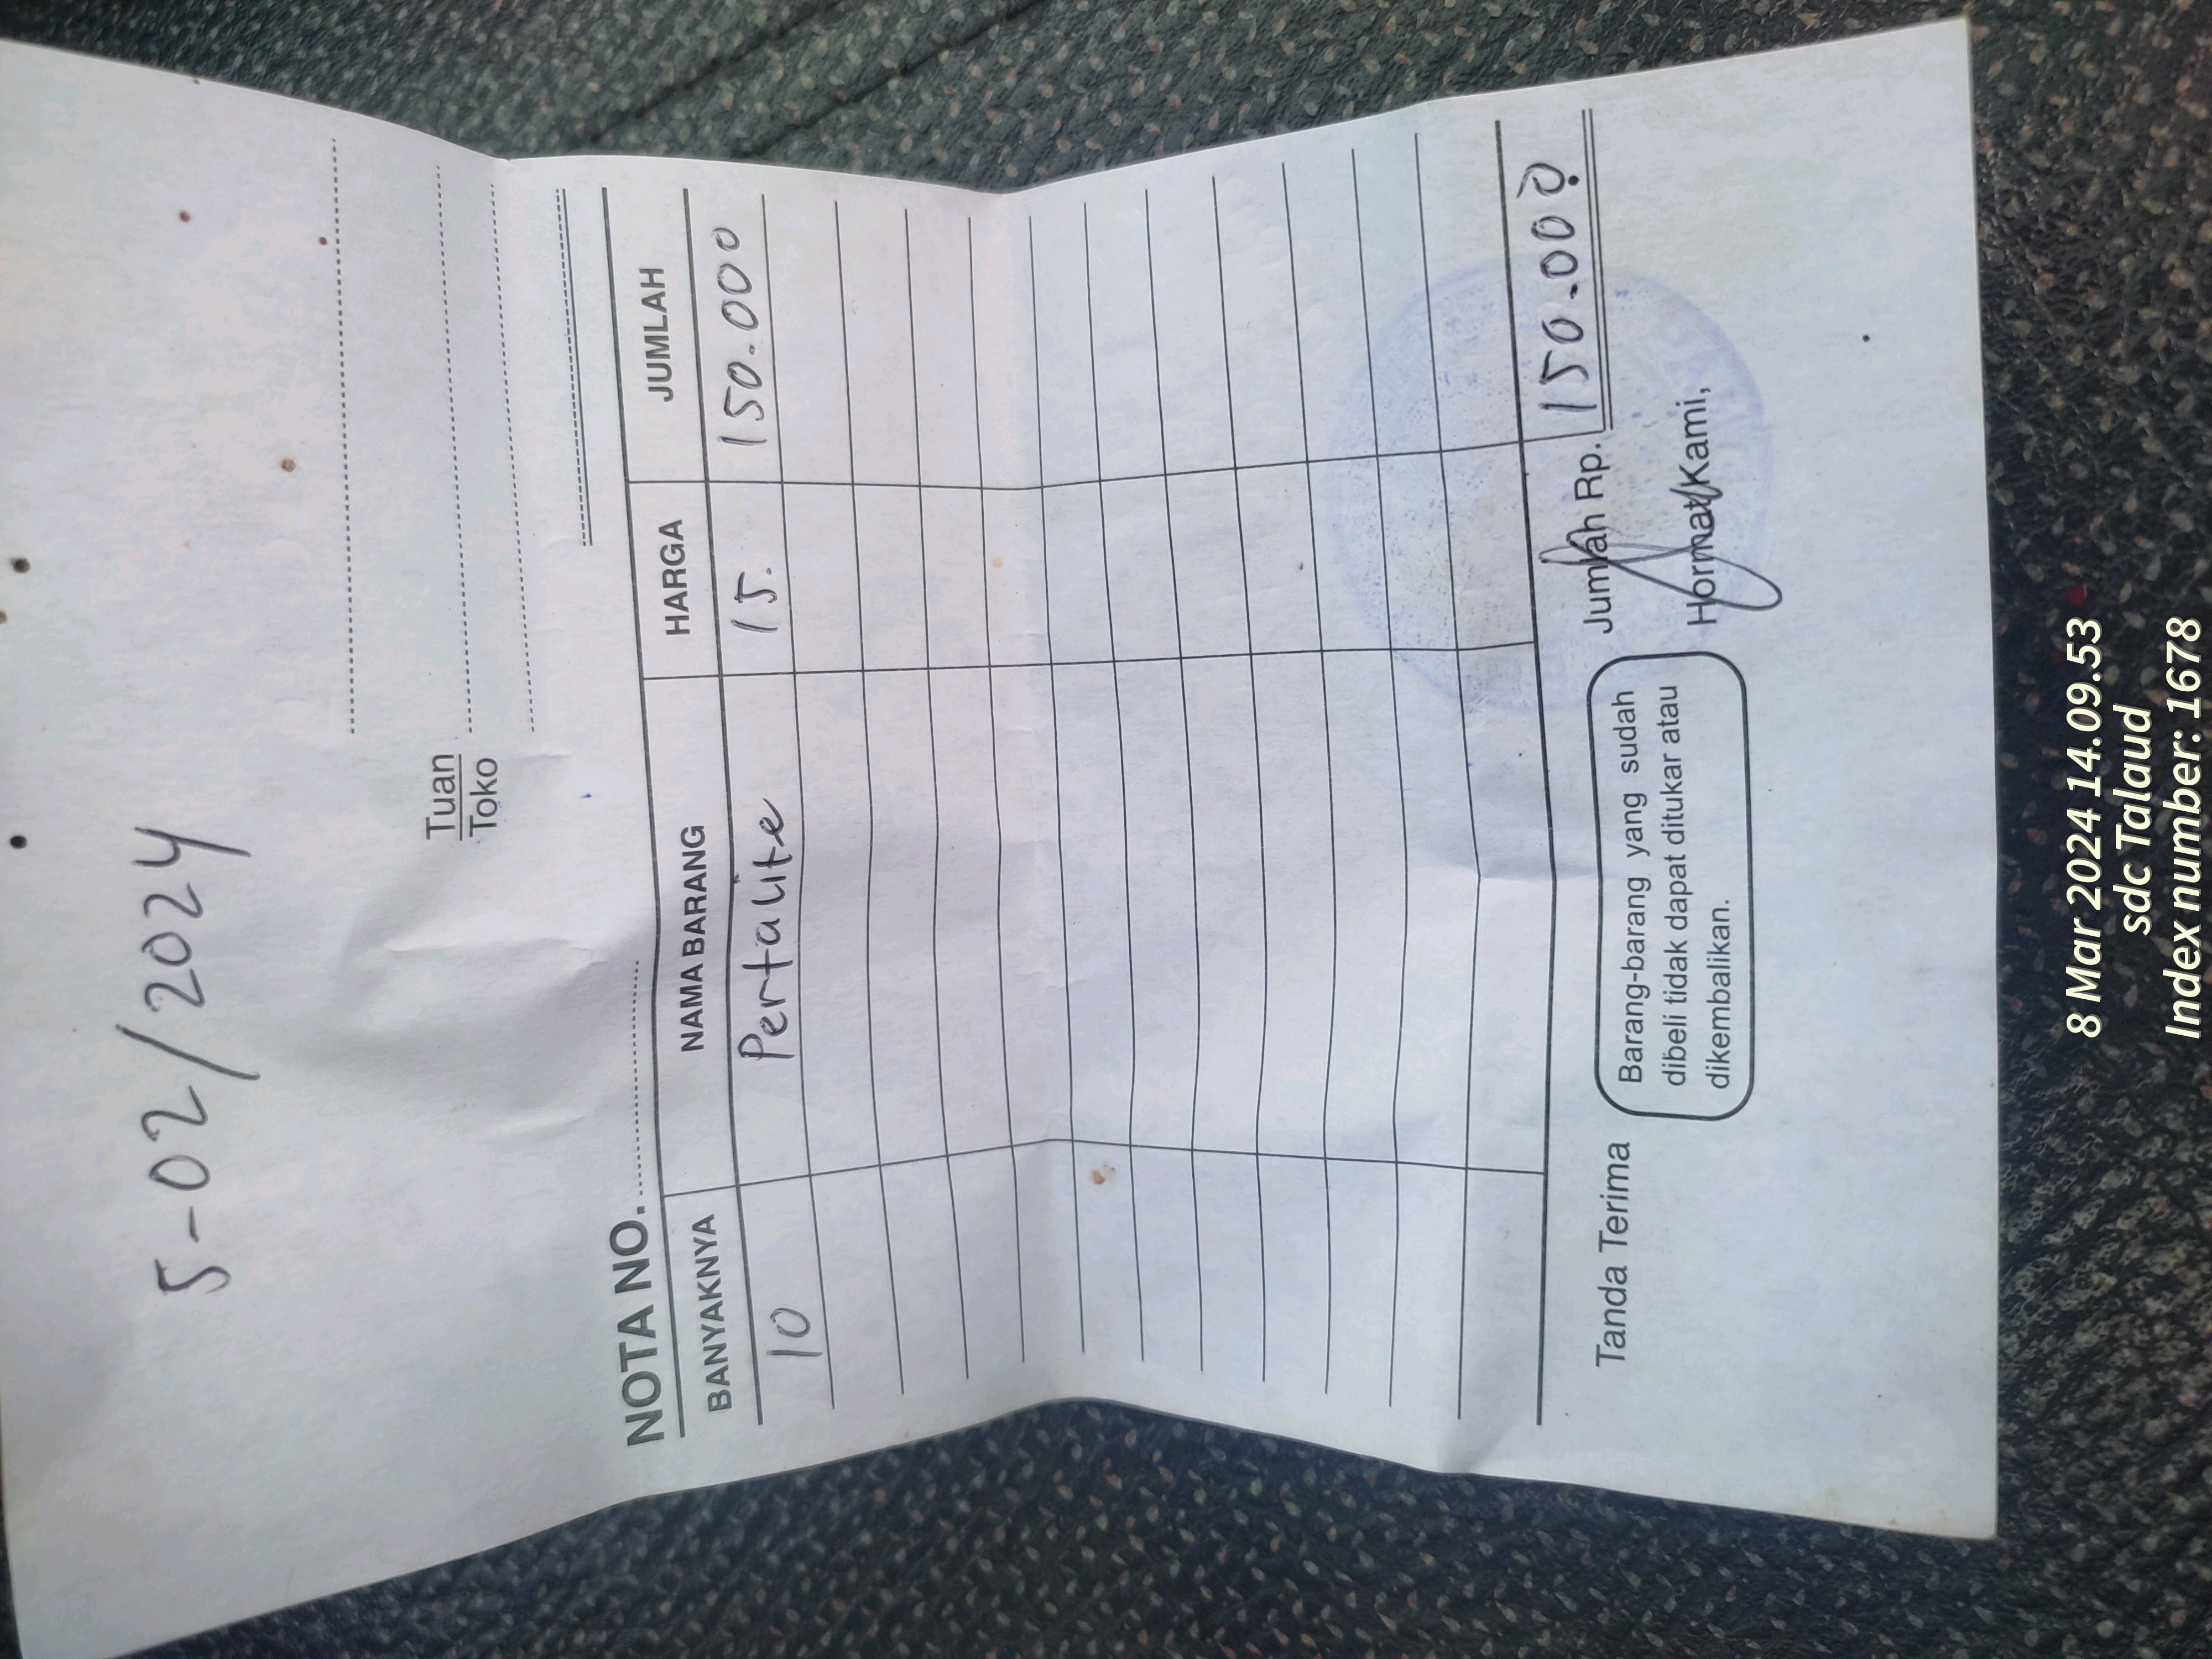 5-02/2024
Tuan
Toko
NOTA NO.
BANYAKNYA NAMA BARANG HARGA JUMLAH
10 Pertalite 15. 150.000
Jumlah Rp. 150.000
Tanda Terima
Barang-barang yang sudah
dibeli tidak dapat ditukar atau
dikembalikan.
Hormat Kami,
8 Mar 2024 14.09.53
sdc Talaud
Index number: 1678